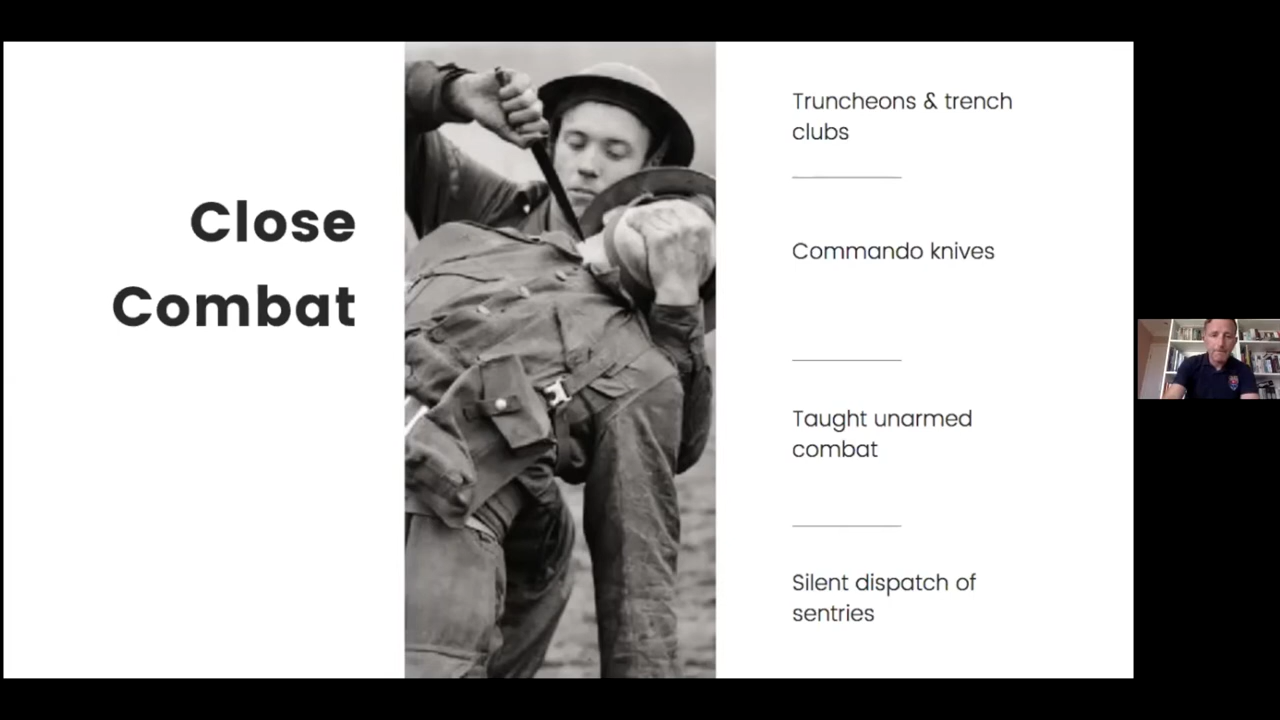 Close
Combat
Truncheons & trench
clubs
Commando knives
Taught unarmed
combat
Silent dispatch of
sentries